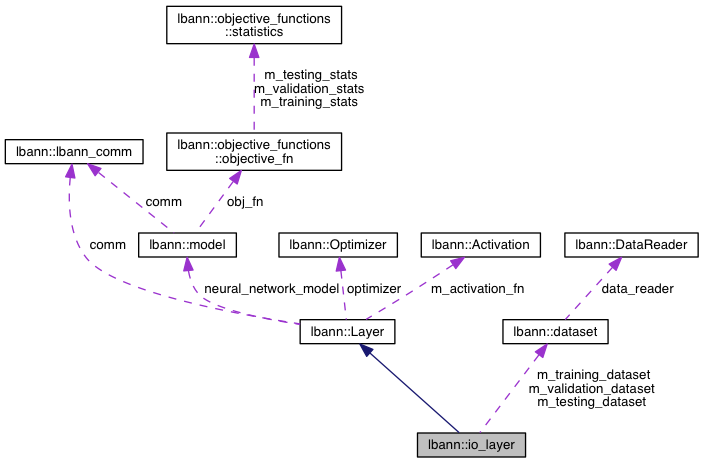 lbann::objective_functions
::statistics
m_testing_stats
m_validation_stats
m_training_stats
lbann::lbann_comm
lbann::objective_functions
::objective_fn
comm
obj_fn
comm
lbann::model
lbann::Optimizer
lbann::Activation
lbann::DataReader
neural_network_model
optimizer
m_activation_fn
data_reader
lbann::Layer
lbann::dataset
m_training_dataset
m_validation_dataset
m_testing_dataset
lbann::io_layer